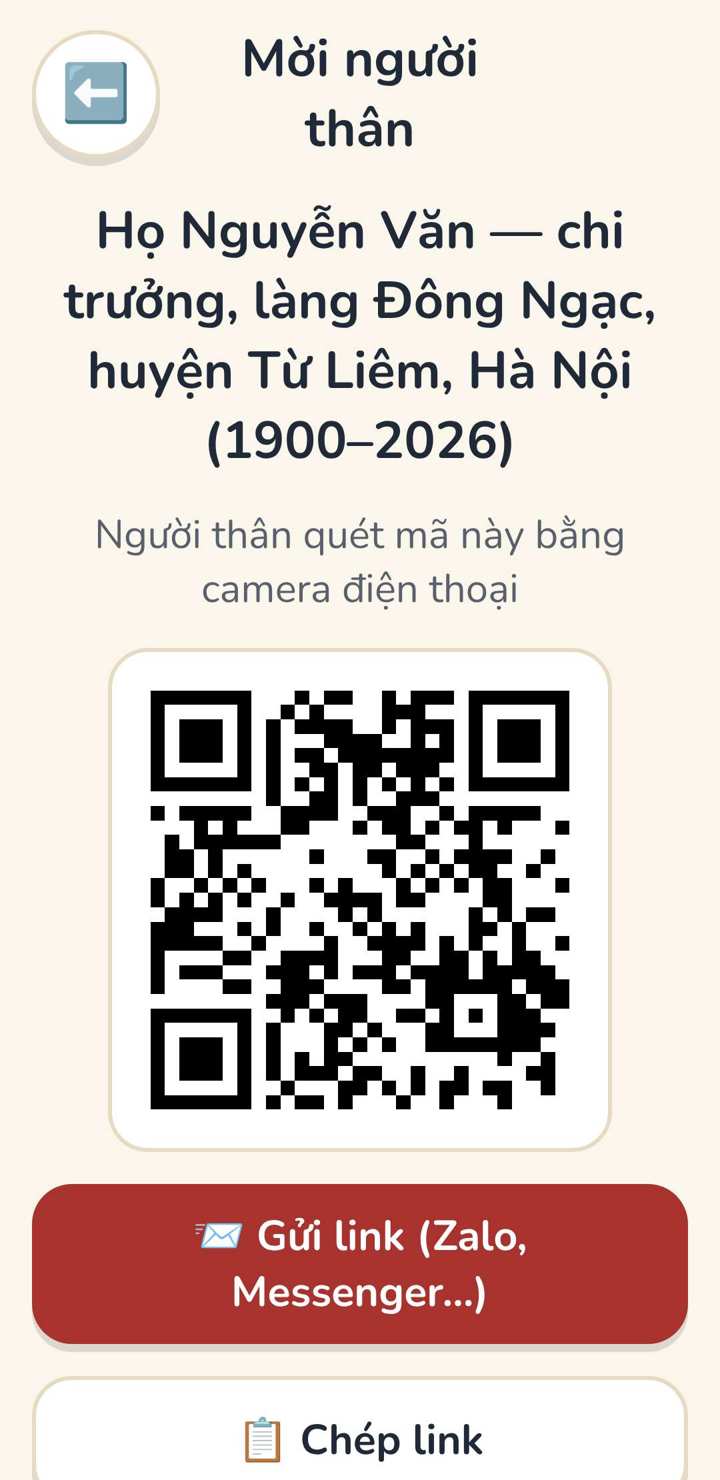 Mời người
thân
Họ Nguyễn Văn — chi
trưởng, làng Đông Ngạc,
huyện Từ Liêm, Hà Nội
(1900–2026)
Người thân quét mã này bằng
camera điện thoại
📨 Gửi link (Zalo,
Messenger...)
📋 Chép link